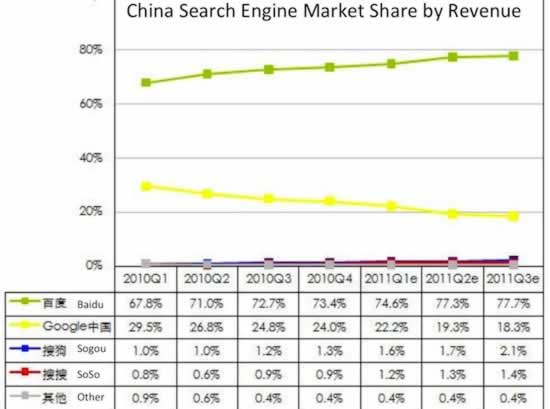 China Search Engine Market Share by Revenue
80%
60%
40%
20%
0%
2010Q1 2010Q2 2010Q3 2010Q4 2011Q1e 2011Q2e 2011Q3e
百度 Baidu 67.8% 71.0% 72.7% 73.4% 74.6% 77.3% 77.7%
Google中国 29.5% 26.8% 24.8% 24.0% 22.2% 19.3% 18.3%
搜狗 Sogou 1.0% 1.0% 1.2% 1.3% 1.6% 1.7% 2.1%
搜搜 SoSo 0.8% 0.6% 0.9% 0.9% 1.2% 1.3% 1.4%
其他 Other 0.9% 0.6% 0.4% 0.4% 0.4% 0.4% 0.4%